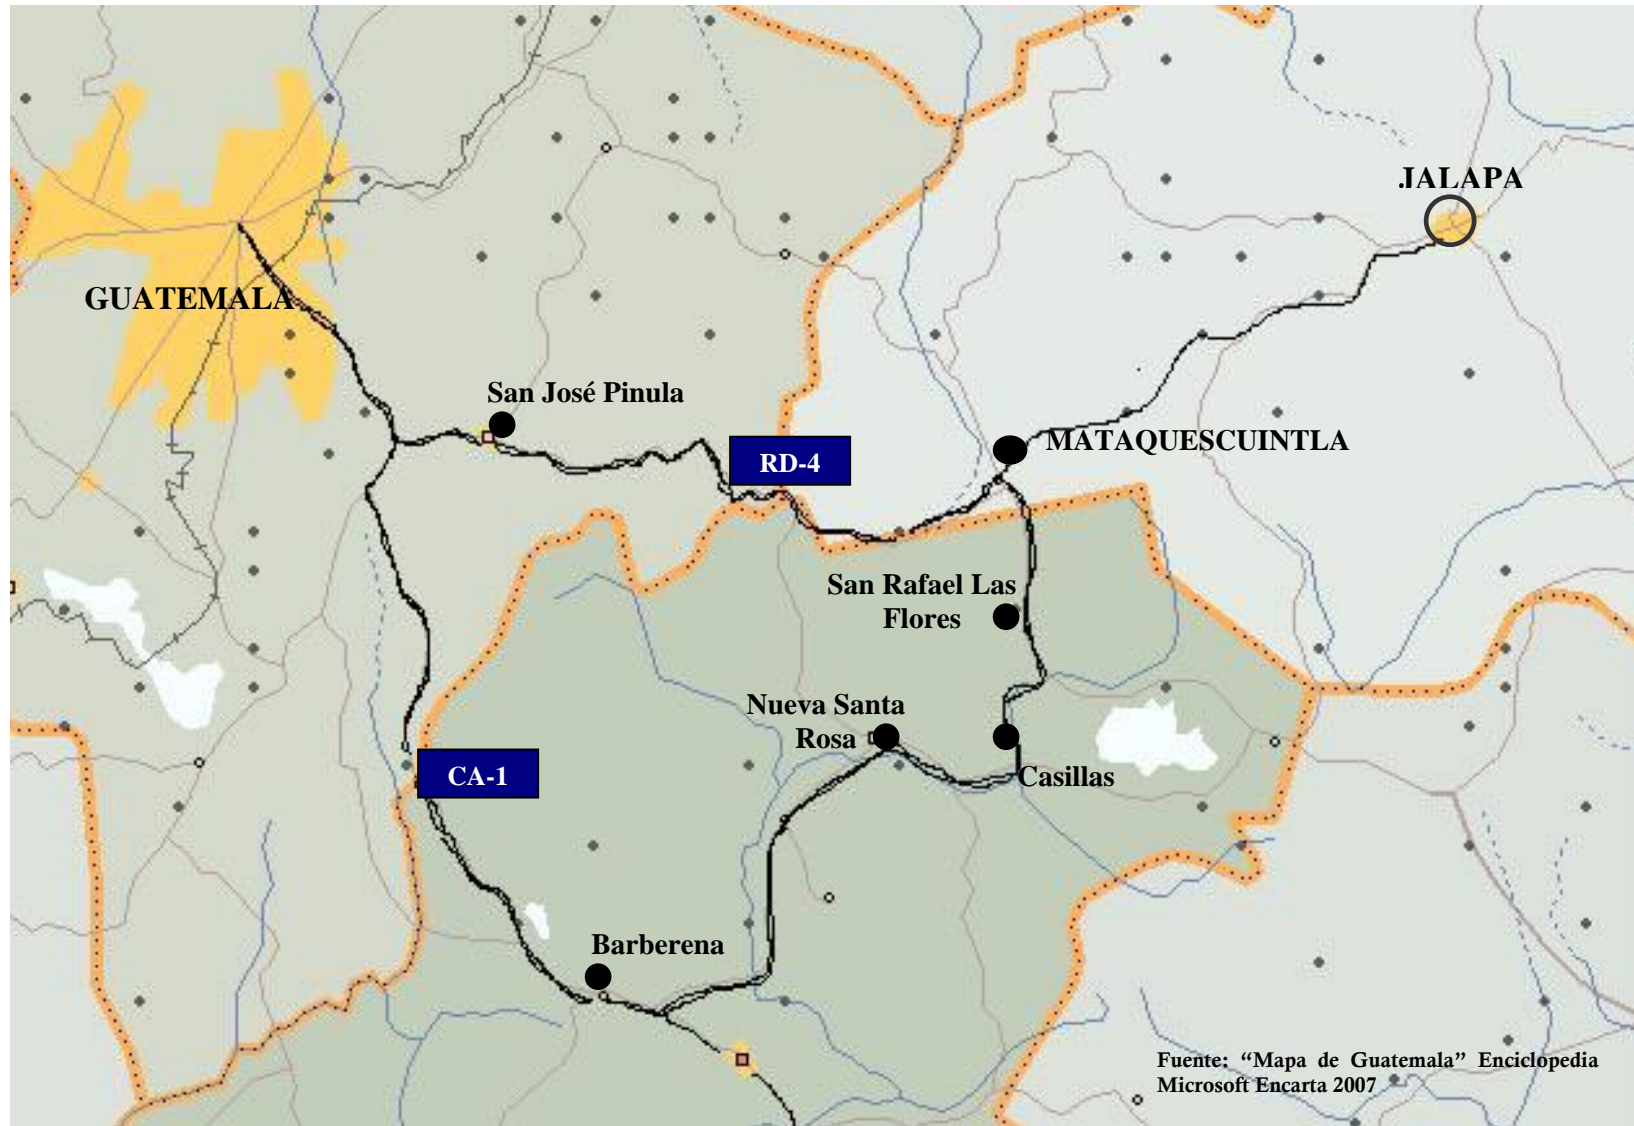 JALAPA
GUATEMALA
San José Pinula
RD-4
MATAQUESCUINTLA
San Rafael Las
Flores
Nueva Santa
Rosa
CA-1
Casillas
Barberena
Fuente: “Mapa de Guatemala” Enciclopedia
Microsoft Encarta 2007